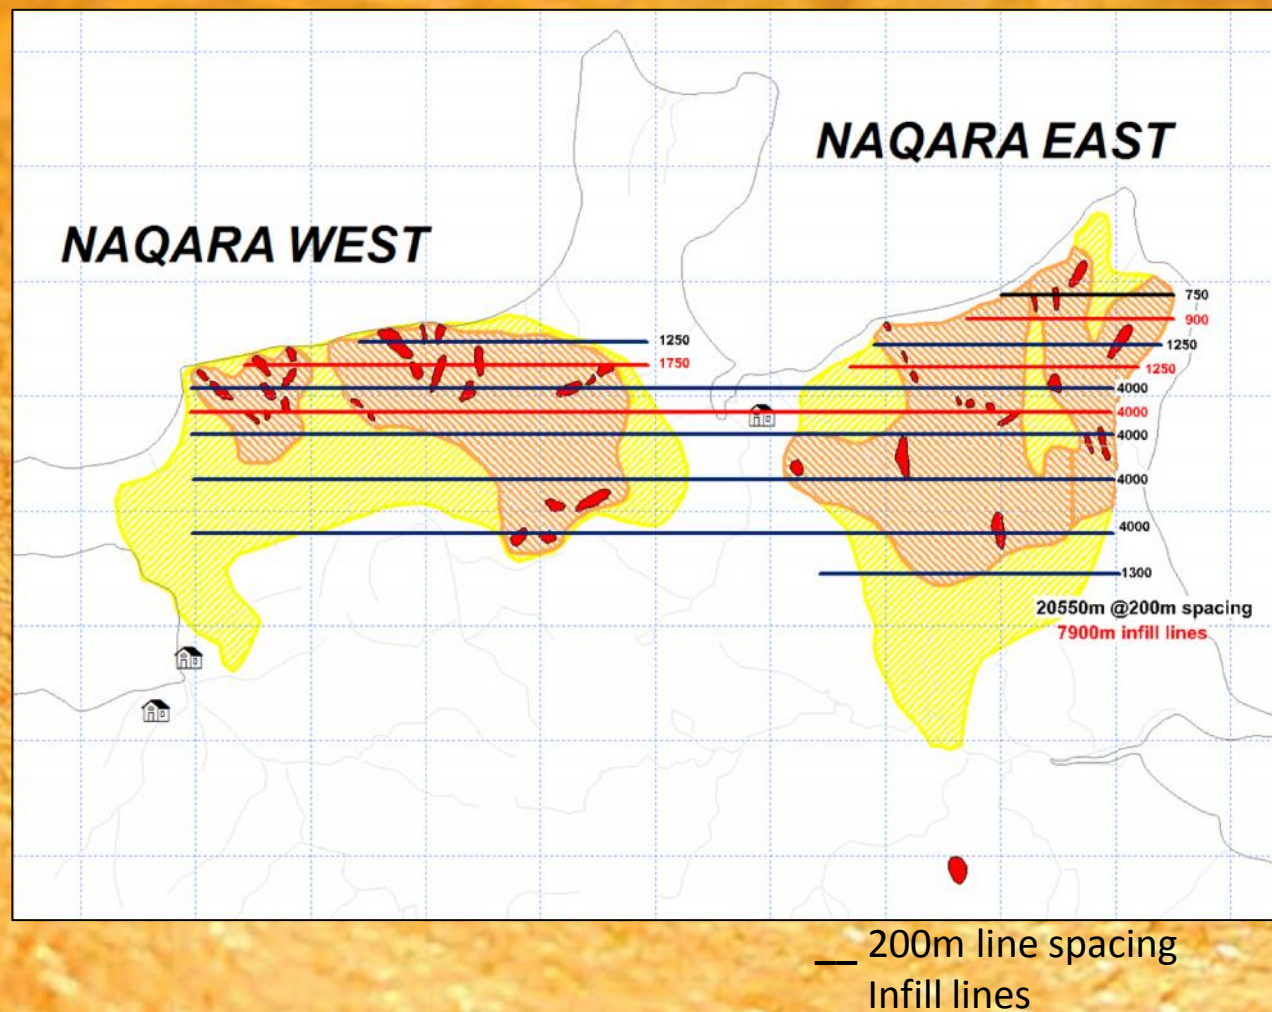 NAQARA EAST
NAQARA WEST
750
900
1250
1250
1250
1750
4000
4000
4000
4000
4000
1300
20550m @200m spacing
7900m infill lines
__ 200m line spacing
Infill lines